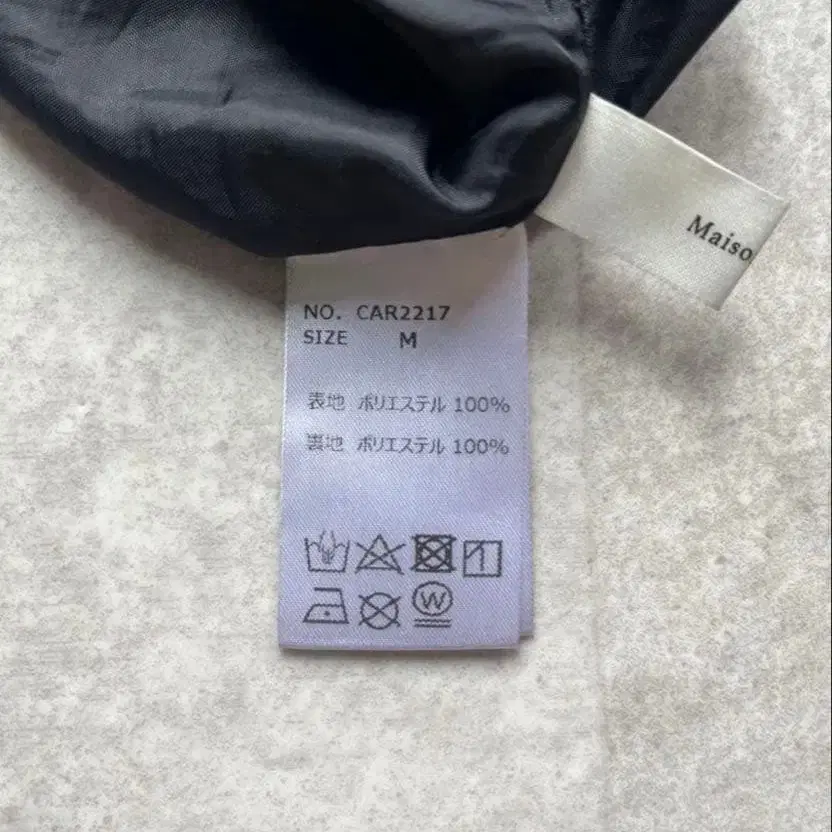 Maiso
NO. CAR2217
SIZE M
表地 ポリエステル 100%
裏地 ポリエステル 100%
W